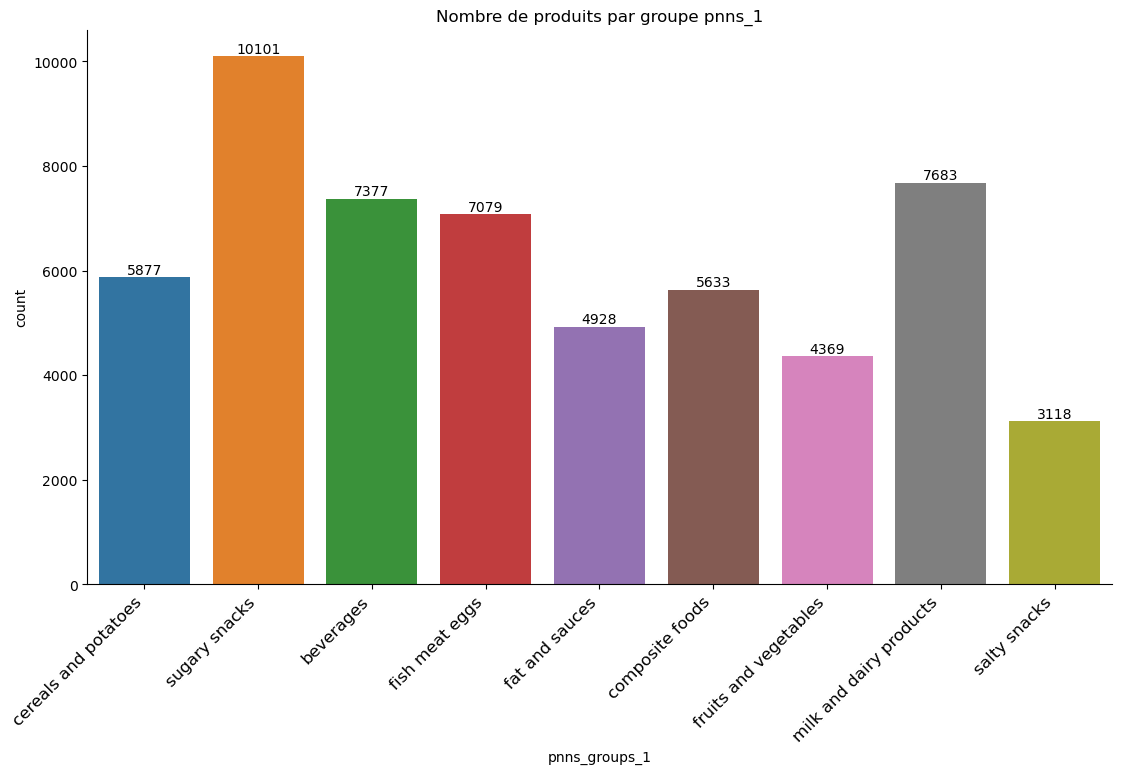 Nombre de produits par groupe pnns_1
10101
7683
7377
7079
5877
5633
4928
4369
3118
10000
8000
6000
4000
2000
0
count
cereals and potatoes
sugary snacks
beverages
fish meat eggs
fat and sauces
composite foods
fruits and vegetables
milk and dairy products
salty snacks
pnns_groups_1